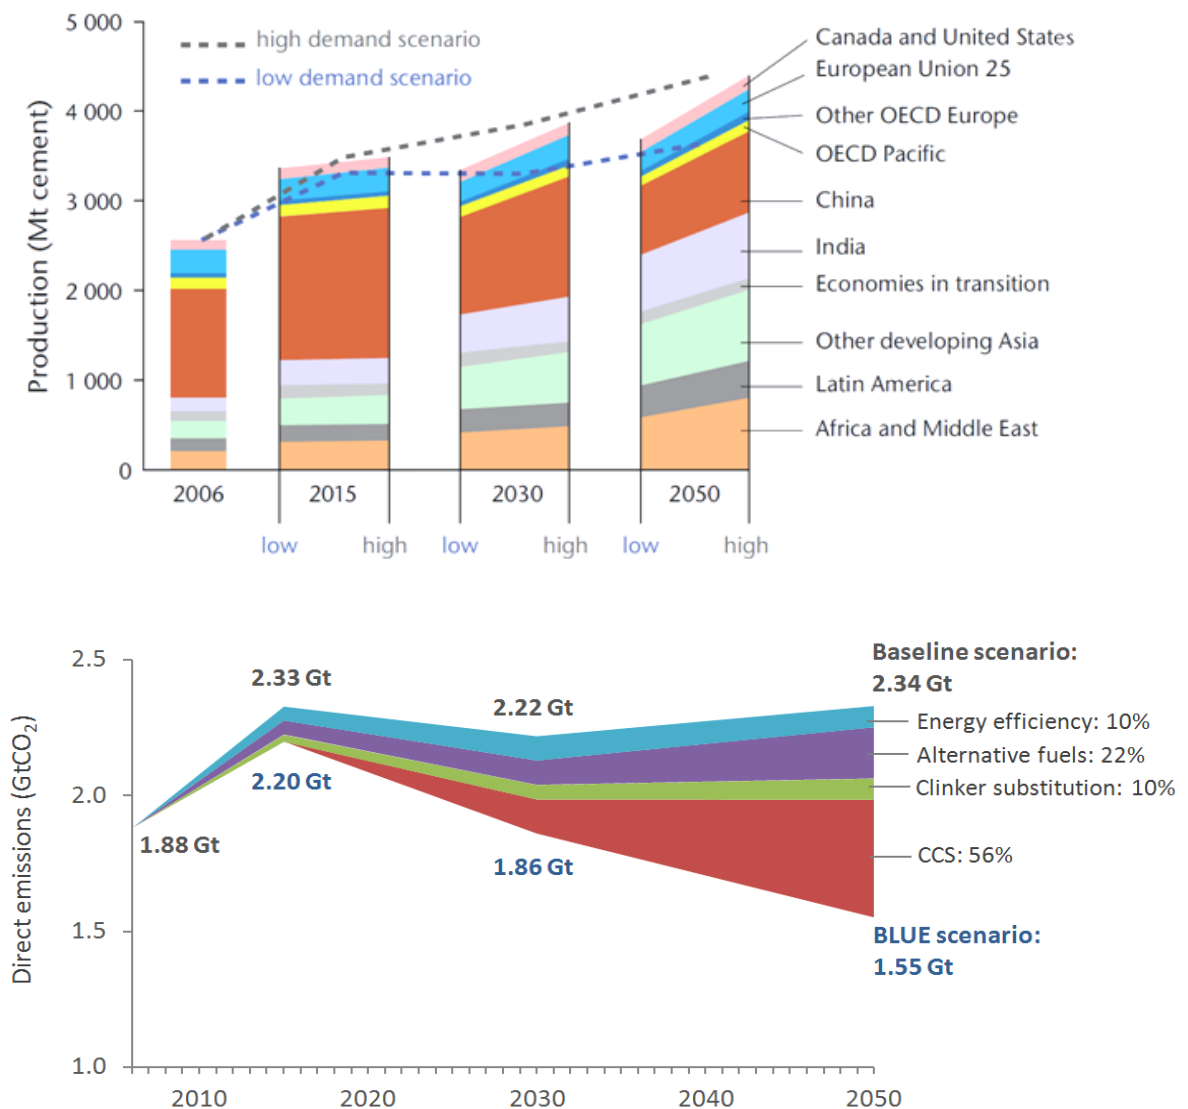 5 000
4 000
3 000
2 000
1 000
0
Production (Mt cement)
high demand scenario
low demand scenario
Canada and United States
European Union 25
Other OECD Europe
OECD Pacific
China
India
Economies in transition
Other developing Asia
Latin America
Africa and Middle East
2006 2015 2030 2050
low high low high low high
2.5
2.0
1.5
1.0
Direct emissions (GtCO₂)
2.33 Gt
2.22 Gt
Baseline scenario:
2.34 Gt
Energy efficiency: 10%
Alternative fuels: 22%
Clinker substitution: 10%
CCS: 56%
1.88 Gt
2.20 Gt
1.86 Gt
BLUE scenario:
1.55 Gt
2010 2020 2030 2040 2050